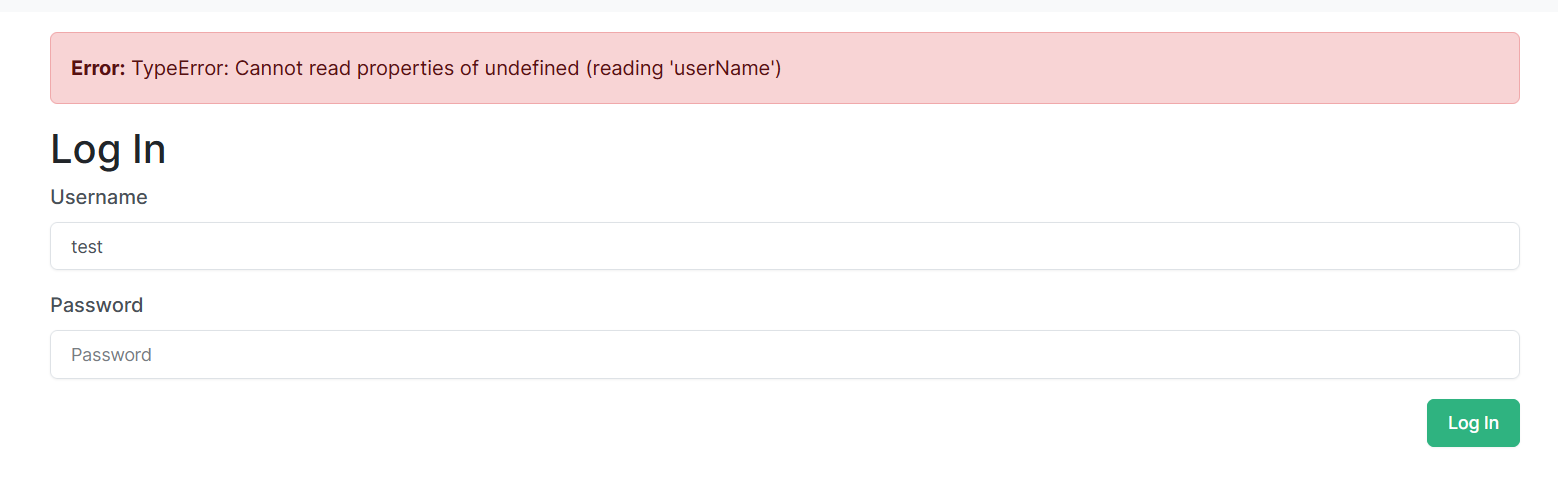 Error: TypeError: Cannot read properties of undefined (reading 'userName')
Log In
Username
test
Password
Password
Log In